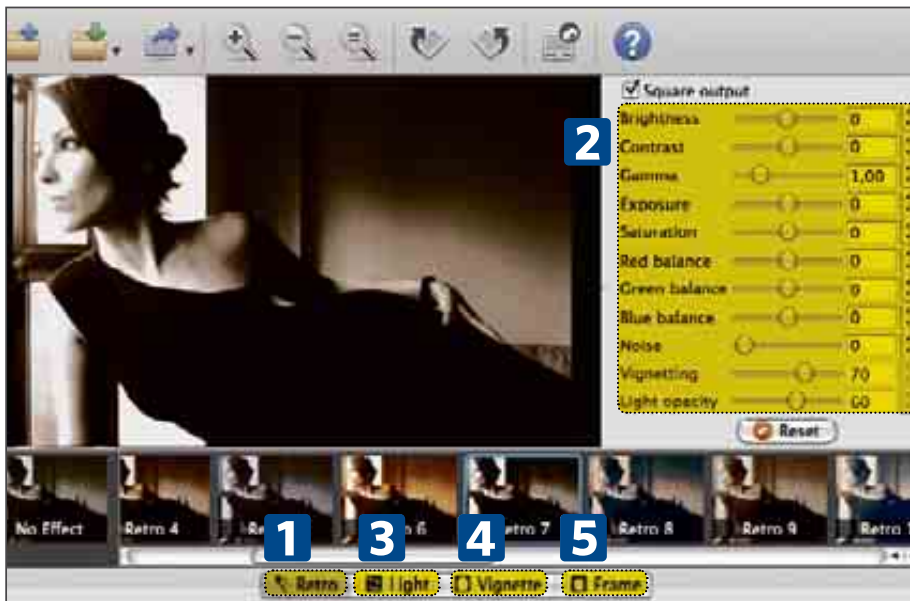 ?
Square output
2
Brightness 0
Contrast 0
Gamma 1,00
Exposure 0
Saturation 0
Red balance 0
Green balance 0
Blue balance 0
Noise 0
Vignetting 70
Light opacity 60
Reset
No Effect Retro 4 6 Retro 7 Retro 8 Retro 9 Retro
1 3 4 5
Retro Light Vignette Frame